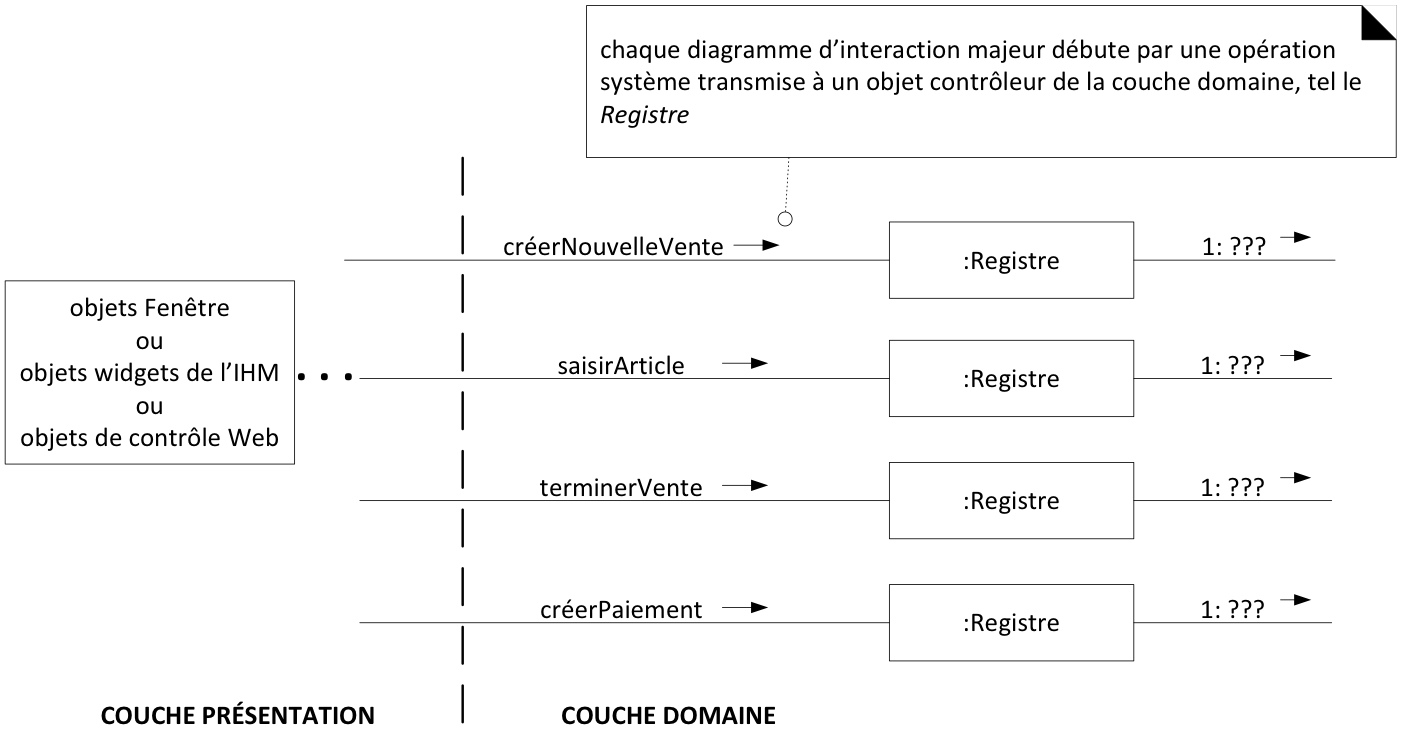 chaque diagramme d’interaction majeur débute par une opération
système transmise à un objet contrôleur de la couche domaine, tel le
Registre
créerNouvelleVente
:Registre
1: ???
objets Fenêtre
ou
objets widgets de l’IHM
ou
objets de contrôle Web
saisirArticle
:Registre
1: ???
terminerVente
:Registre
1: ???
créerPaiement
:Registre
1: ???
COUCHE PRÉSENTATION
COUCHE DOMAINE